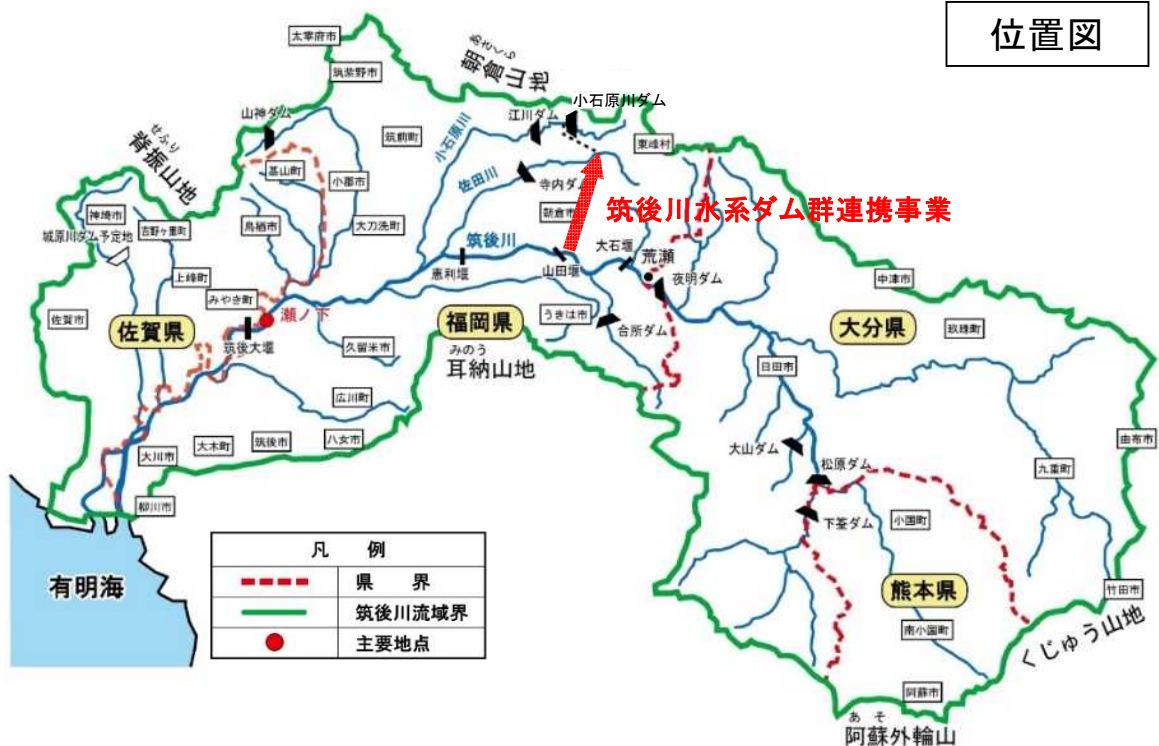 位置図
太宰府市
筑紫野市
あさくら
朝倉山地
小石原川ダム
江川ダム
山神ダム
筑前町
小石原川
東峰村
せふり
脊振山地
基山町
小郡市
佐田川
寺内ダム
神埼市
吉野ヶ里町
鳥栖市
大刀洗町
朝倉市
筑後川水系ダム群連携事業
城原川ダム予定地
筑後川
大石堰
荒瀬
上峰町
恵利堰
山田堰
夜明ダム
中津市
みやき町
瀬ノ下
うきは市
佐賀市
佐賀県
福岡県
大分県
玖珠町
筑後大堰
久留米市
合所ダム
みのう
耳納山地
日田市
広川町
大川市
大木町
筑後市
八女市
大山ダム
松原ダム
九重町
由布市
柳川市
下筌ダム
小国町
凡 例
県 界
筑後川流域界
主要地点
有明海
熊本県
竹田市
南小国町
くじゅう山地
阿蘇市
あそ
阿蘇外輪山